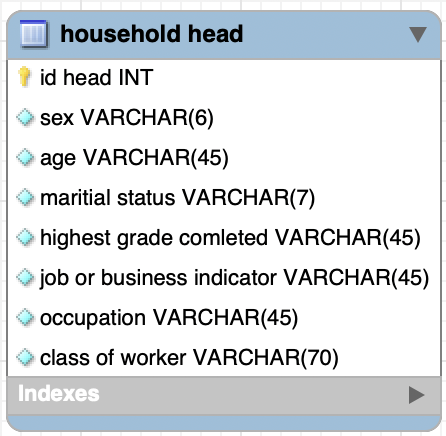 household head
id head INT
sex VARCHAR(6)
age VARCHAR(45)
maritial status VARCHAR(7)
highest grade comleted VARCHAR(45)
job or business indicator VARCHAR(45)
occupation VARCHAR(45)
class of worker VARCHAR(70)
Indexes